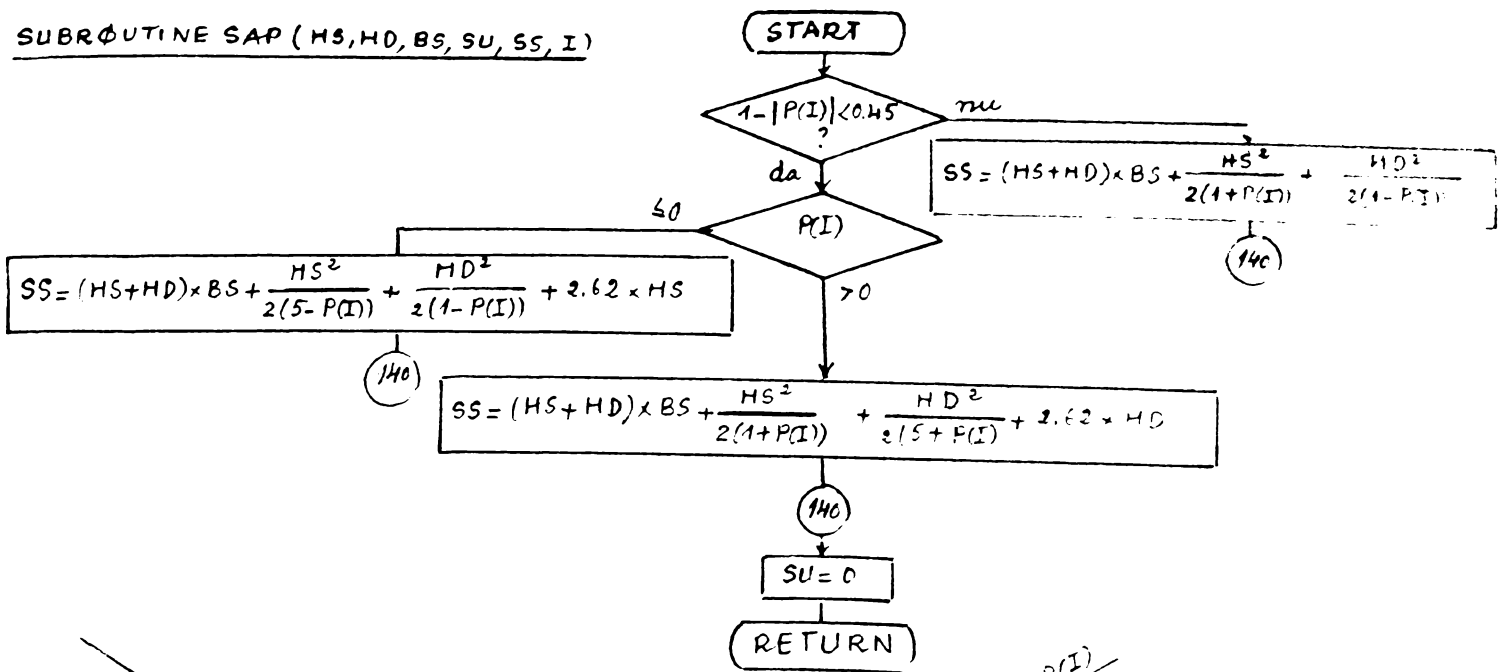 SUBRØUTINE SAP (HS, HD, BS, SU, SS, I)
START
1-|P(I)|<0.45
?
nu
da
SS = (HS+HD)×BS + HS²/2(1+P(I)) + HD²/2(1-P(I)
140
P(I)
≤0
>0
SS = (HS+HD)×BS + HS²/2(5-P(I)) + HD²/2(1-P(I)) + 2.62 × HS
140
SS = (HS+HD)×BS + HS²/2(1+P(I)) + HD²/2(5+P(I) + 2.62 × HD
140
SU = 0
RETURN
P(I)